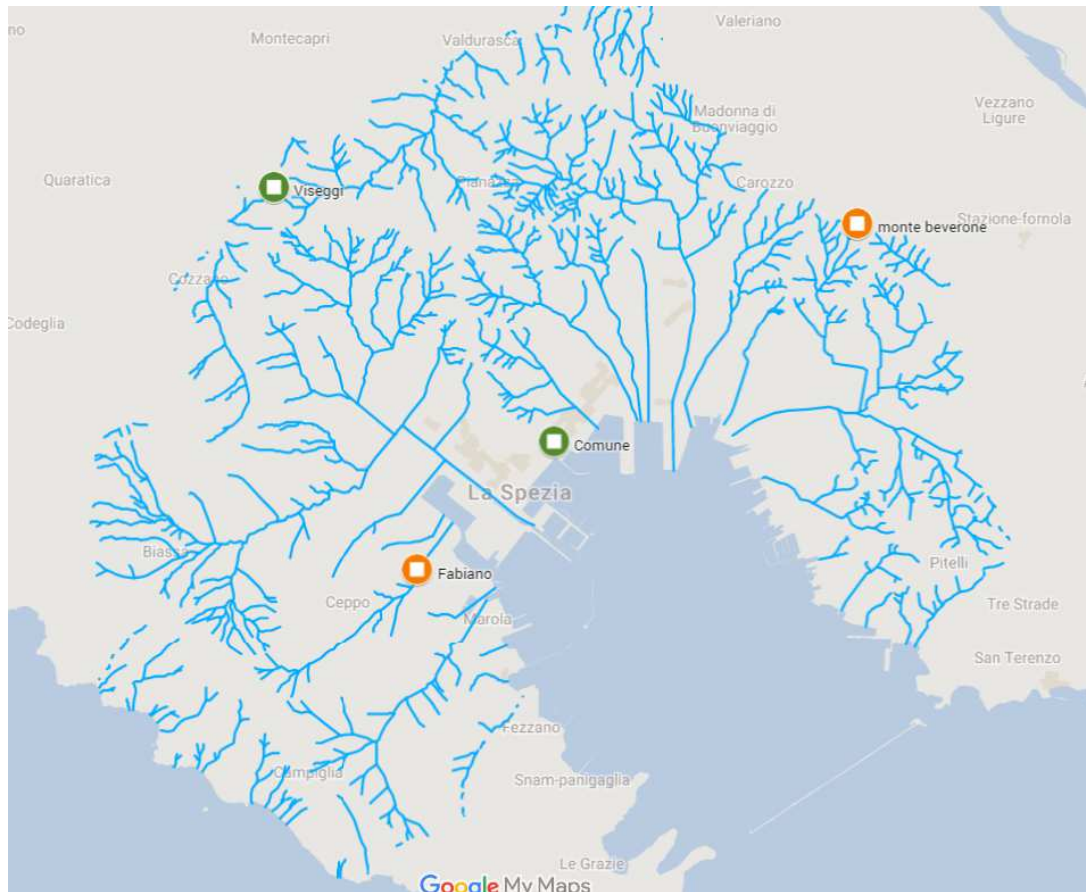 no
Montecapri
Valdurasca
Valeriano
Madonna di
Buonviaggio
Vezzano
Ligure
Quaratica
Viseggi
Pianazza
Carozzo
monte beverone
Stazione-fornola
Cozzano
Codeglia
Comune
La Spezia
Biassa
Fabiano
Ceppo
Marola
Pitelli
Tre Strade
San Terenzo
Fezzano
Campiglia
Snam-panigaglia
Le Grazie
Google My Maps